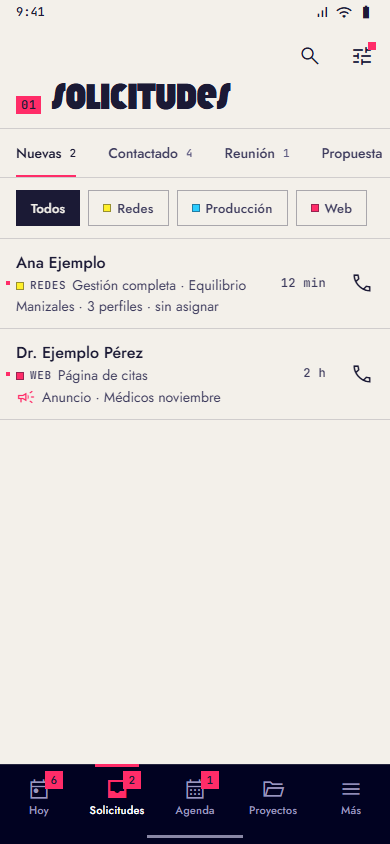 9:41
01 SOLICITUDES
Nuevas 2 Contactado 4 Reunión 1 Propuesta
Todos Redes Producción Web
Ana Ejemplo
REDES Gestión completa · Equilibrio 12 min
Manizales · 3 perfiles · sin asignar
Dr. Ejemplo Pérez
WEB Página de citas 2 h
Anuncio · Médicos noviembre
6 2 1
Hoy Solicitudes Agenda Proyectos Más